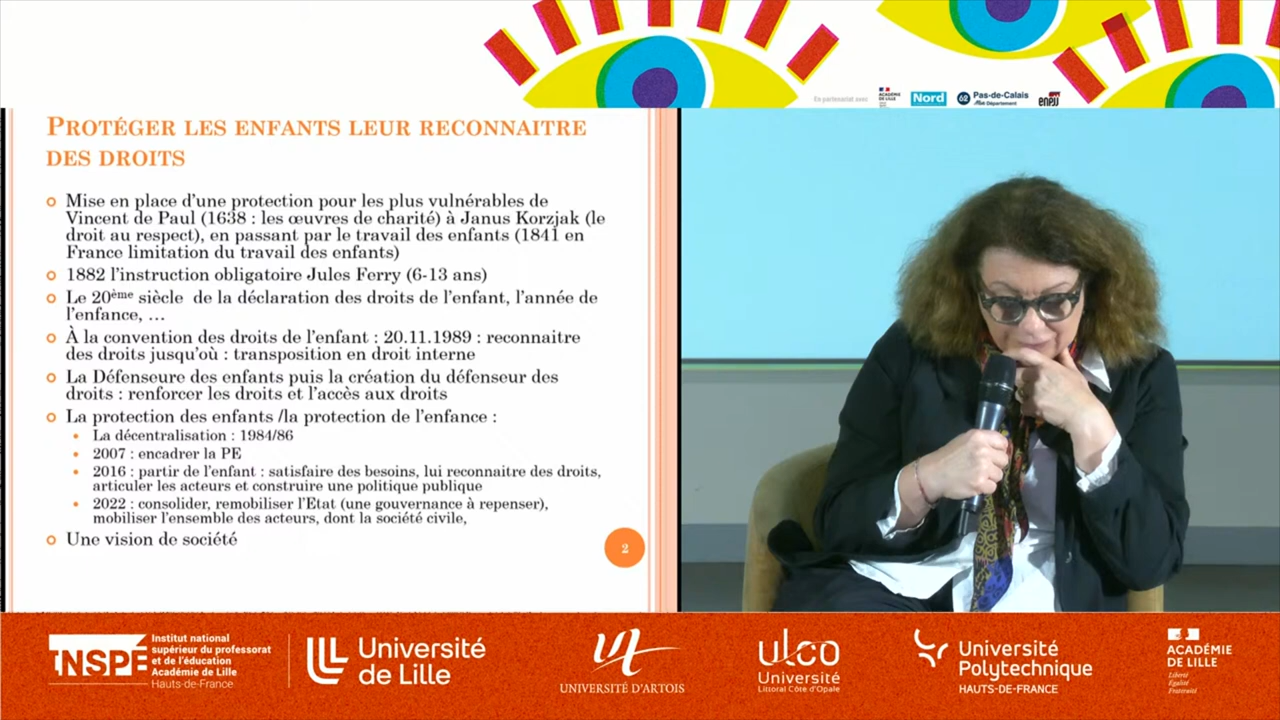 En partenariat avec
ACADÉMIE
DE LILLE
Nord
62
Pas-de-Calais
Mon Département
enpjj
PROTÉGER LES ENFANTS LEUR RECONNAITRE
DES DROITS
Mise en place d'une protection pour les plus vulnérables de
Vincent de Paul (1638 : les œuvres de charité) à Janus Korzjak (le
droit au respect), en passant par le travail des enfants (1841 en
France limitation du travail des enfants)
1882 l'instruction obligatoire Jules Ferry (6-13 ans)
Le 20ème siècle de la déclaration des droits de l'enfant, l'année de
l'enfance, …
À la convention des droits de l'enfant : 20.11.1989 : reconnaitre
des droits jusqu'où : transposition en droit interne
La Défenseure des enfants puis la création du défenseur des
droits : renforcer les droits et l'accès aux droits
La protection des enfants /la protection de l'enfance :
La décentralisation : 1984/86
2007 : encadrer la PE
2016 : partir de l'enfant : satisfaire des besoins, lui reconnaitre des droits,
articuler les acteurs et construire une politique publique
2022 : consolider, remobiliser l'Etat (une gouvernance à repenser),
mobiliser l'ensemble des acteurs, dont la société civile,
Une vision de société
2
INSPÉ
Institut national
supérieur du professorat
et de l'éducation
Académie de Lille
Hauts-de-France
Université
de Lille
UNIVERSITÉ D'ARTOIS
ulco
Université
Littoral Côte d'Opale
Université
Polytechnique
HAUTS-DE-FRANCE
ACADÉMIE
DE LILLE
Liberté
Égalité
Fraternité